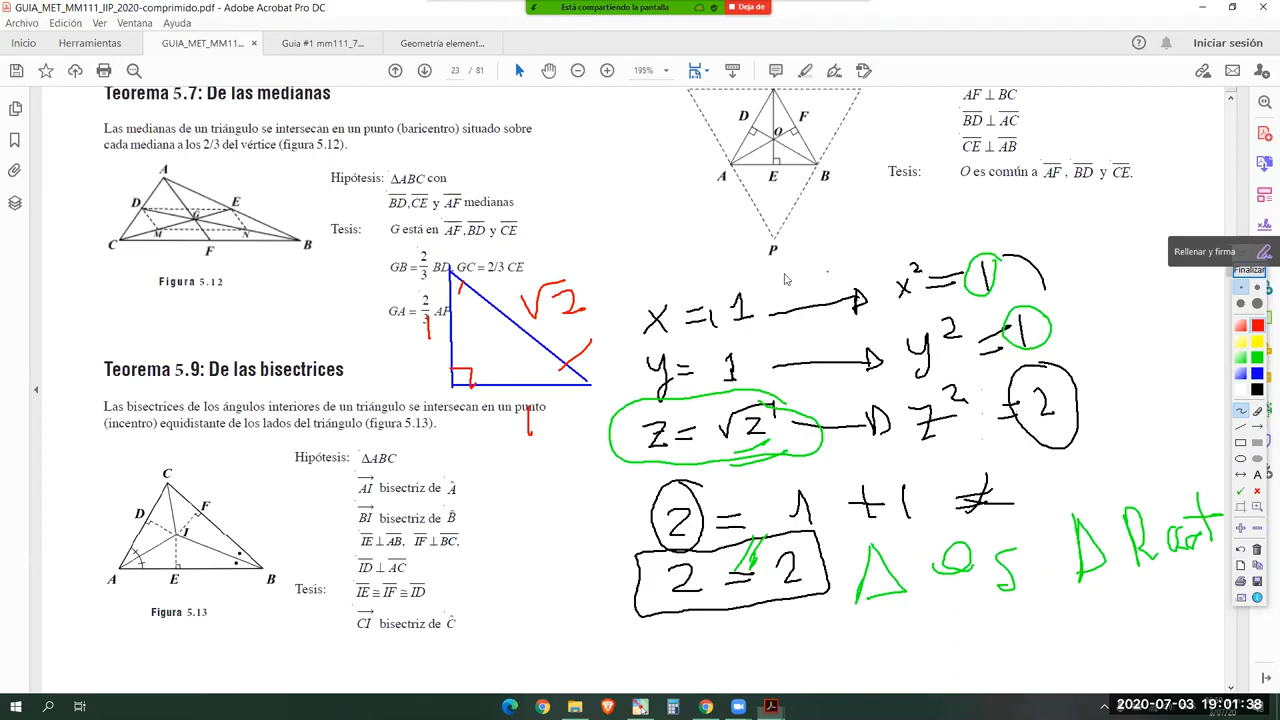 GUIA_MET_MM111_IIP_2020-comprimido.pdf - Adobe Acrobat Pro DC
Está compartiendo la pantalla
Deja de
Archivo Edición Ver Ventana Ayuda
Inicio Herramientas GUIA_MET_MM11... × Guia #1 mm111_7... Geometría element... Iniciar sesión
23 / 81 195%
Teorema 5.7: De las medianas
Las medianas de un triángulo se intersecan en un punto (baricentro) situado sobre
cada mediana a los 2/3 del vértice (figura 5.12).
A
D E
G
M N
C F B
Figura 5.12
Hipótesis: ΔABC con
BD,CE y AF medianas
Tesis: G está en AF,BD y CE
GB = 2/3 BD, GC = 2/3 CE
GA = 2/3 AF
D F
O
A E B
P
AF ⊥ BC
BD ⊥ AC
CE ⊥ AB
Tesis: O es común a AF, BD y CE.
Rellenar y firma
Finalizar
√2
1
1
x = 1 → x² = 1
y = 1 → y² = 1
z = √2 → z² = 2
2 = 1 + 1
2 = 2
Δ es Δ Rect
Teorema 5.9: De las bisectrices
Las bisectrices de los ángulos interiores de un triángulo se intersecan en un punto
(incentro) equidistante de los lados del triángulo (figura 5.13).
C
D F
I
A E B
Figura 5.13
Hipótesis: ΔABC
AI bisectriz de Â
BI bisectriz de B̂
IE ⊥ AB, IF ⊥ BC,
ID ⊥ AC
Tesis: IE ≅ IF ≅ ID
CI bisectriz de Ĉ
2020-07-03 19:01:38